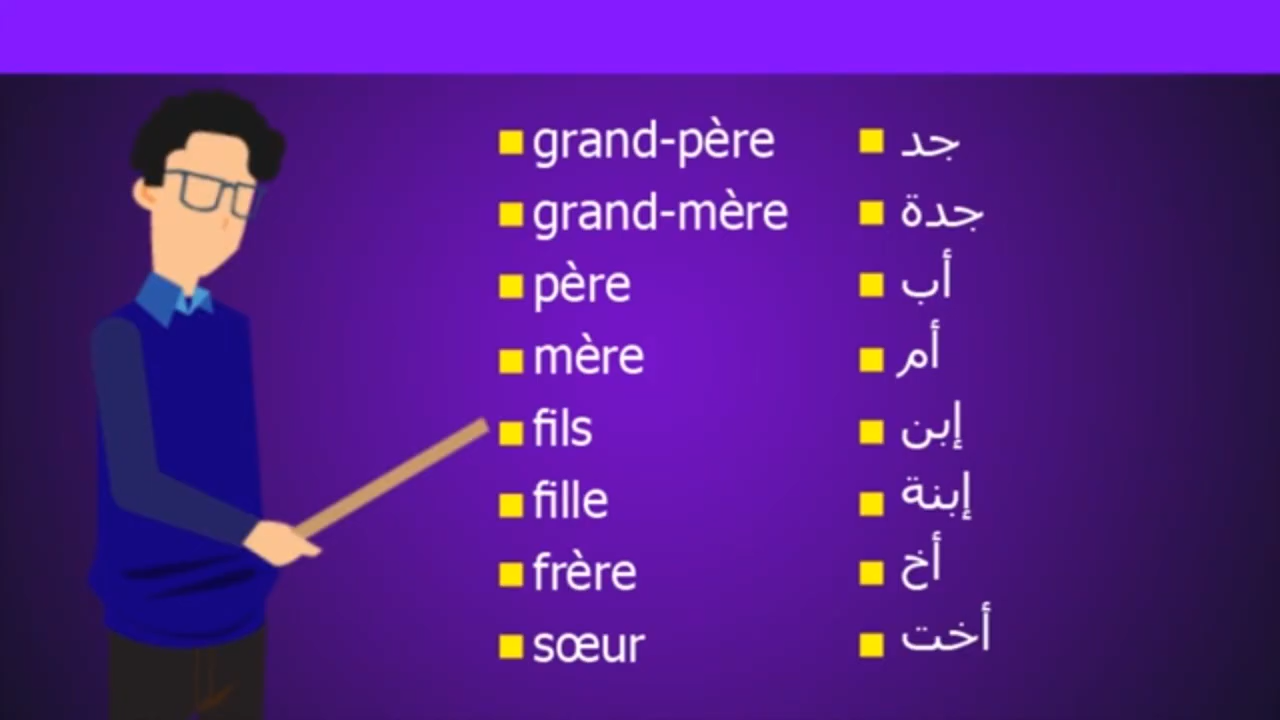 grand-père جد
grand-mère جدة
père أب
mère أم
fils إبن
fille إبنة
frère أخ
sœur أخت